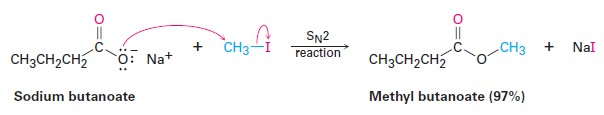 O O
CH3CH2CH2 C O: Na+ + CH3—I SN2 reaction CH3CH2CH2 C O CH3 + NaI
Sodium butanoate Methyl butanoate (97%)